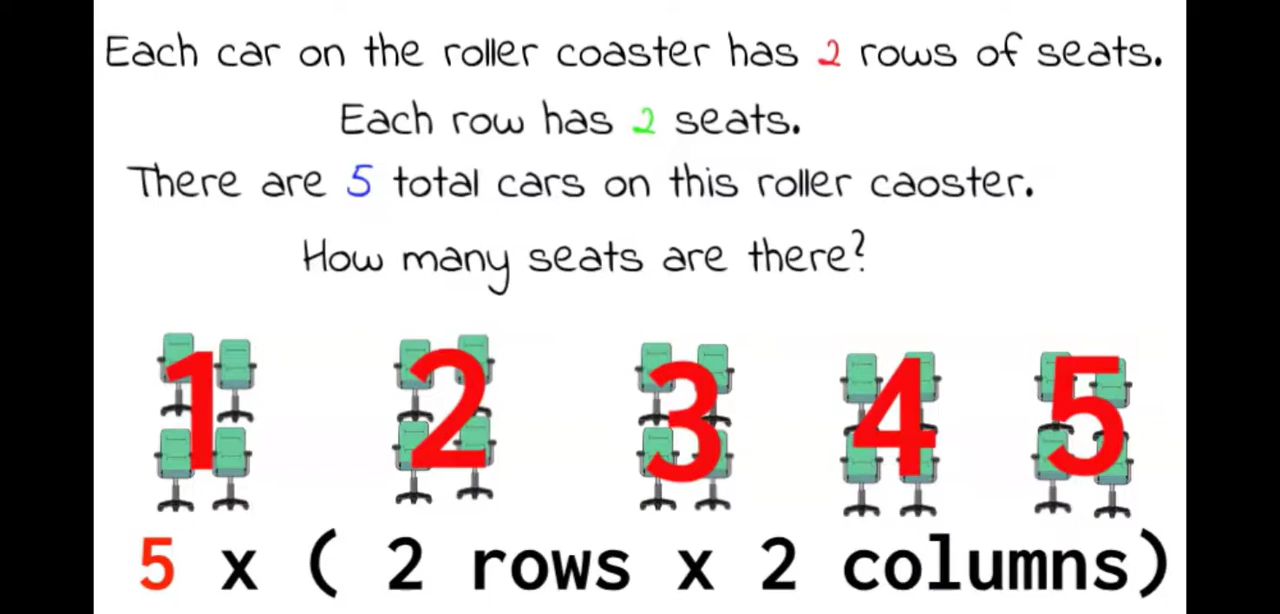 Each car on the roller coaster has 2 rows of seats.
Each row has 2 seats.
There are 5 total cars on this roller caoster.
How many seats are there?
1 2 3 4 5
5 x ( 2 rows x 2 columns)